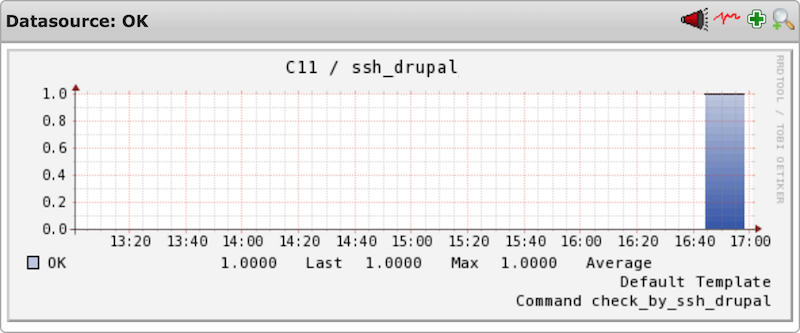 Datasource: OK
C11 / ssh_drupal
RRDTOOL / TOBI OETIKER
1.0
0.8
0.6
0.4
0.2
0.0
13:20 13:40 14:00 14:20 14:40 15:00 15:20 15:40 16:00 16:20 16:40 17:00
OK 1.0000 Last 1.0000 Max 1.0000 Average
Default Template
Command check_by_ssh_drupal